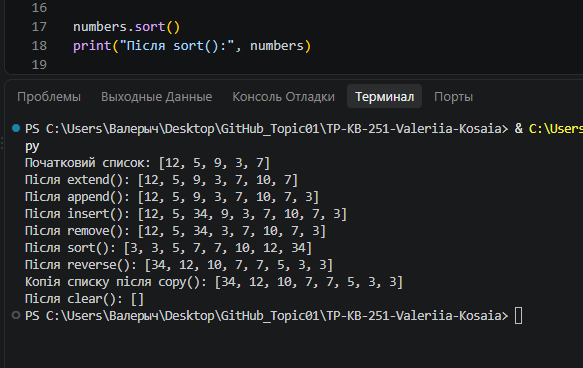 16
17 numbers.sort()
18 print("Після sort():", numbers)
19
Проблемы Выходные Данные Консоль Отладки Терминал Порты
PS C:\Users\Валерыч\Desktop\GitHub_Topic01\TP-KB-251-Valeriia-Kosaia> & C:\Users
py
Початковий список: [12, 5, 9, 3, 7]
Після extend(): [12, 5, 9, 3, 7, 10, 7]
Після append(): [12, 5, 9, 3, 7, 10, 7, 3]
Після insert(): [12, 5, 34, 9, 3, 7, 10, 7, 3]
Після remove(): [12, 5, 34, 3, 7, 10, 7, 3]
Після sort(): [3, 3, 5, 7, 7, 10, 12, 34]
Після reverse(): [34, 12, 10, 7, 7, 5, 3, 3]
Копія списку після copy(): [34, 12, 10, 7, 7, 5, 3, 3]
Після clear(): []
PS C:\Users\Валерыч\Desktop\GitHub_Topic01\TP-KB-251-Valeriia-Kosaia>